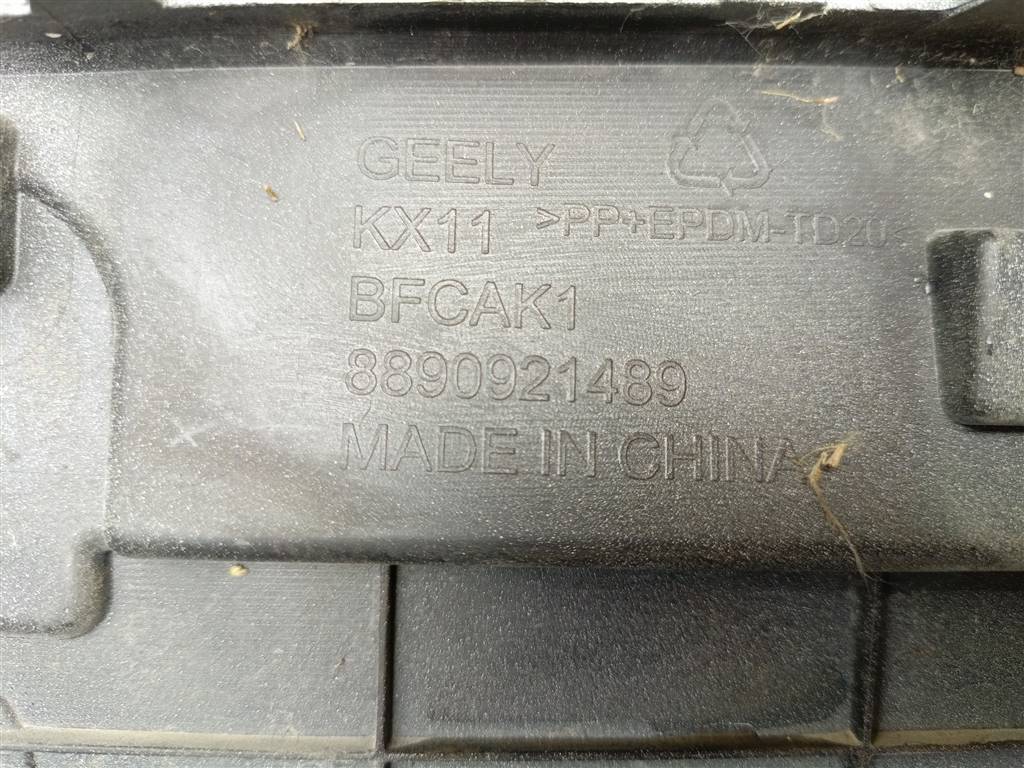 GEELY
KX11 >PP+EPDM-TD20<
BFCAK1
8890921489
MADE IN CHINA